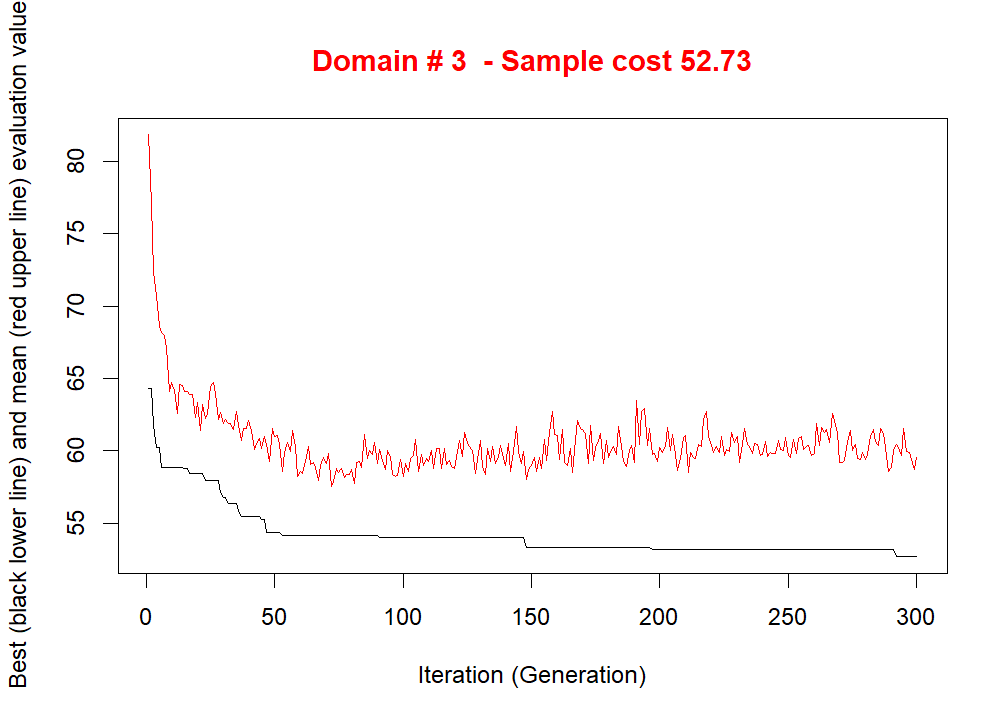 Domain # 3  - Sample cost 52.73
Best (black lower line) and mean (red upper line) evaluation value
80
75
70
65
60
55
0 50 100 150 200 250 300
Iteration (Generation)